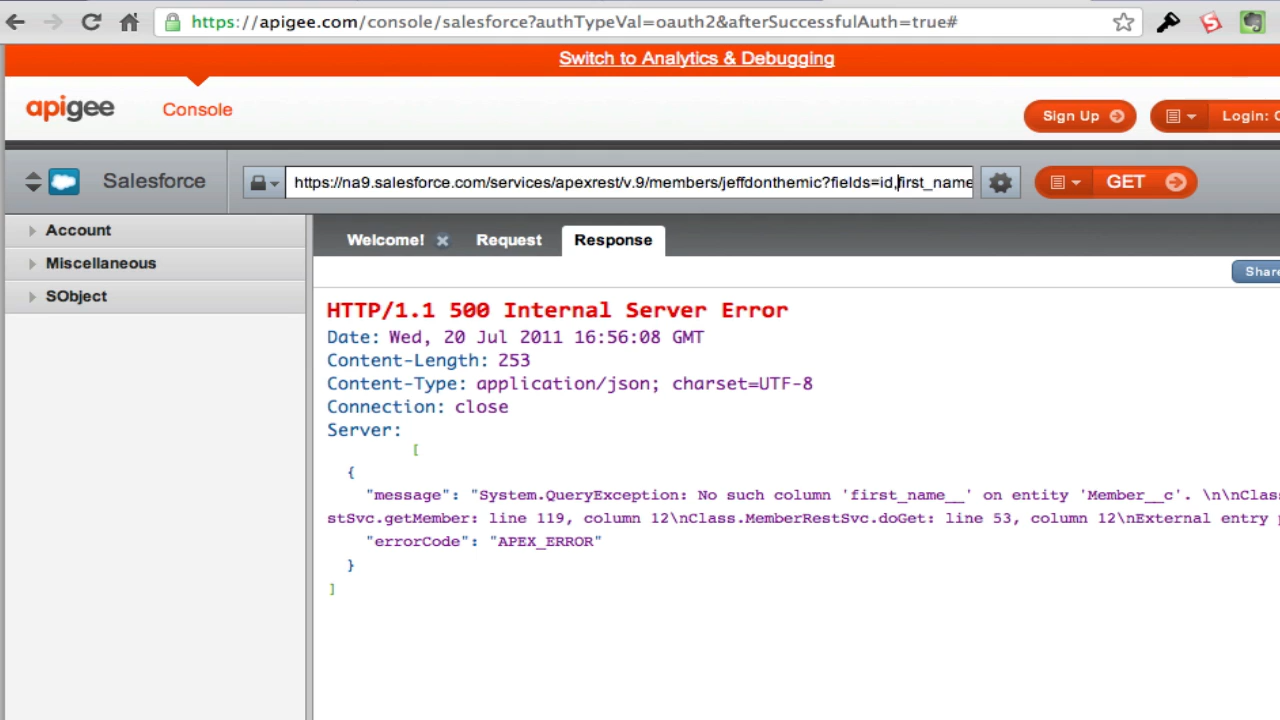 https://apigee.com/console/salesforce?authTypeVal=oauth2&afterSuccessfulAuth=true#
Switch to Analytics & Debugging
apigee Console
Sign Up
Login:
Salesforce
https://na9.salesforce.com/services/apexrest/v.9/members/jeffdonthemic?fields=id,first_name
GET
Account
Miscellaneous
SObject
Welcome! Request Response
Share
HTTP/1.1 500 Internal Server Error
Date: Wed, 20 Jul 2011 16:56:08 GMT
Content-Length: 253
Content-Type: application/json; charset=UTF-8
Connection: close
Server:
[
{
"message": "System.QueryException: No such column 'first_name__' on entity 'Member__c'. \n\nClass
stSvc.getMember: line 119, column 12\nClass.MemberRestSvc.doGet: line 53, column 12\nExternal entry
"errorCode": "APEX_ERROR"
}
]